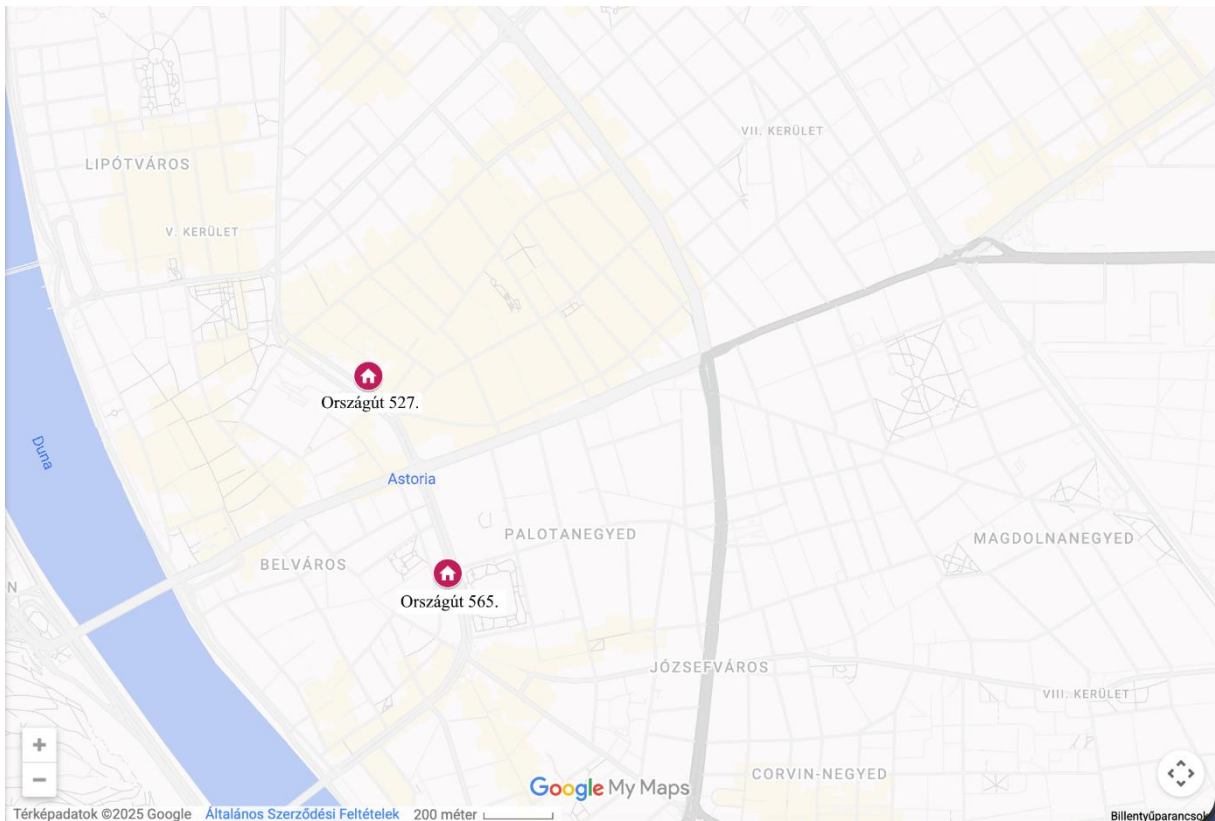 LIPÓTVÁROS
VII. KERÜLET
V. KERÜLET
Országút 527.
Duna
Astoria
PALOTANEGYED
MAGDOLNANEGYED
BELVÁROS
N
Országút 565.
JÓZSEFVÁROS
VIII. KERÜLET
+
−
CORVIN-NEGYED
Google My Maps
Térképadatok ©2025 Google Általános Szerződési Feltételek 200 méter Billentyűparancsok